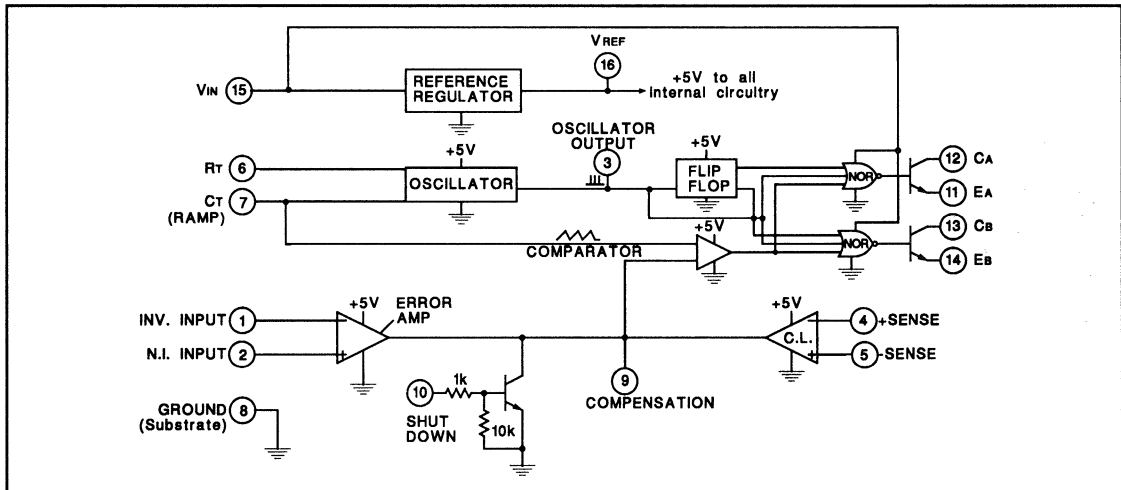 VREF
16
VIN 15
REFERENCE
REGULATOR
+5V to all
internal circuitry
OSCILLATOR
OUTPUT
+5V
3
+5V
RT 6
OSCILLATOR
FLIP
FLOP
NOR
12 CA
11 EA
CT 7
(RAMP)
+5V
COMPARATOR
NOR
13 CB
14 EB
+5V
ERROR
AMP
INV. INPUT 1
N.I. INPUT 2
+5V
C.L.
4 +SENSE
5 -SENSE
9
COMPENSATION
10
1k
SHUT
DOWN
10k
GROUND 8
(Substrate)
- +
- +